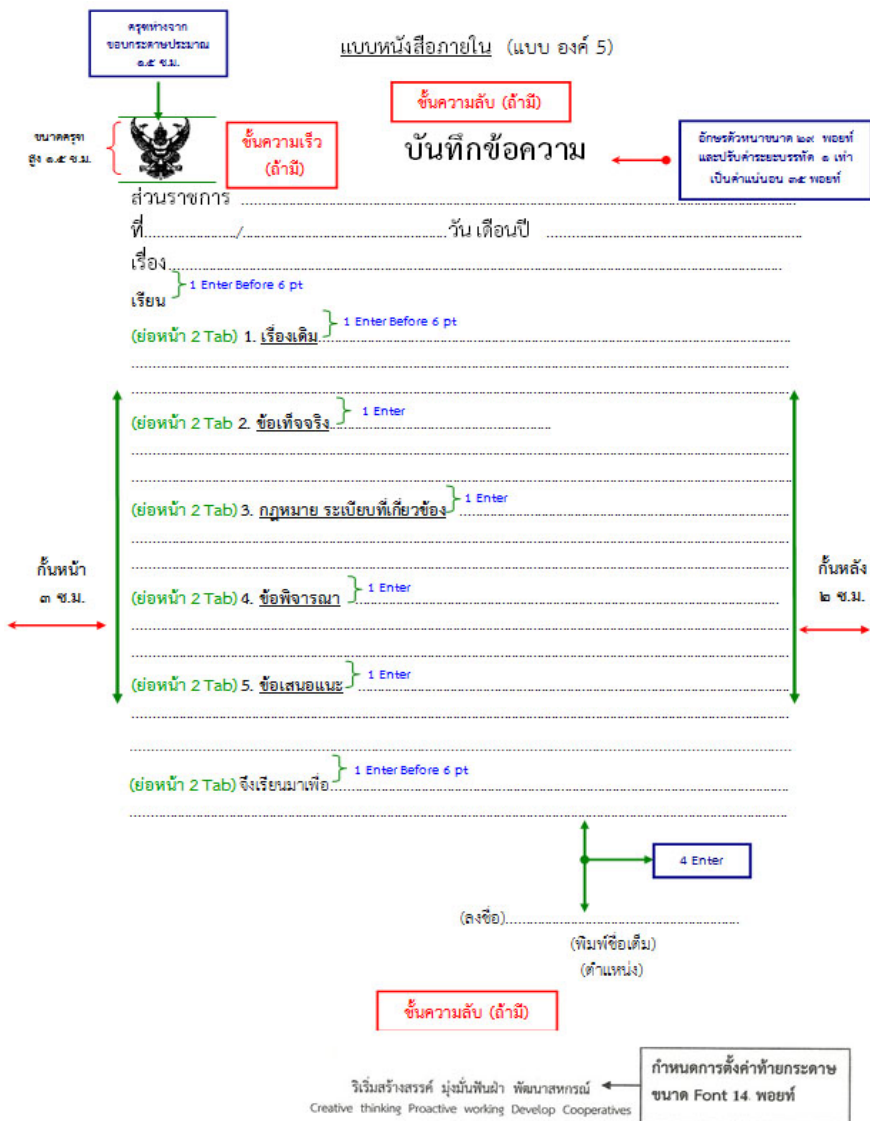 ครุฑห่างจาก
ขอบกระดาษประมาณ
๑.๕ ซ.ม.
แบบหนังสือภายใน (แบบ องค์ 5)
ชั้นความลับ (ถ้ามี)
ขนาดครุฑ
สูง ๑.๕ ซ.ม.
ชั้นความเร็ว
(ถ้ามี)
บันทึกข้อความ
อักษรตัวหนาขนาด ๒๙ พอยท์
และปรับค่าระยะบรรทัด ๑ เท่า
เป็นค่าแน่นอน ๓๕ พอยท์
ส่วนราชการ ................................................
ที่......................./..................................................วัน เดือนปี ................................................
เรื่อง................................................
1 Enter Before 6 pt
เรียน
1 Enter Before 6 pt
(ย่อหน้า 2 Tab) 1. เรื่องเดิม................................................
(ย่อหน้า 2 Tab 2. ข้อเท็จจริง................................................
1 Enter
(ย่อหน้า 2 Tab) 3. กฎหมาย ระเบียบที่เกี่ยวข้อง................................................
1 Enter
กั้นหน้า
๓ ซ.ม.
กั้นหลัง
๒ ซ.ม.
(ย่อหน้า 2 Tab) 4. ข้อพิจารณา................................................
1 Enter
(ย่อหน้า 2 Tab) 5. ข้อเสนอแนะ................................................
1 Enter
(ย่อหน้า 2 Tab) จึงเรียนมาเพื่อ................................................
1 Enter Before 6 pt
4 Enter
(ลงชื่อ)................................................
(พิมพ์ชื่อเต็ม)
(ตำแหน่ง)
ชั้นความลับ (ถ้ามี)
ริเริ่มสร้างสรรค์ มุ่งมั่นฟันฝ่า พัฒนาสหกรณ์
Creative thinking Proactive working Develop Cooperatives
กำหนดการตั้งค่าท้ายกระดาษ
ขนาด Font 14. พอยท์